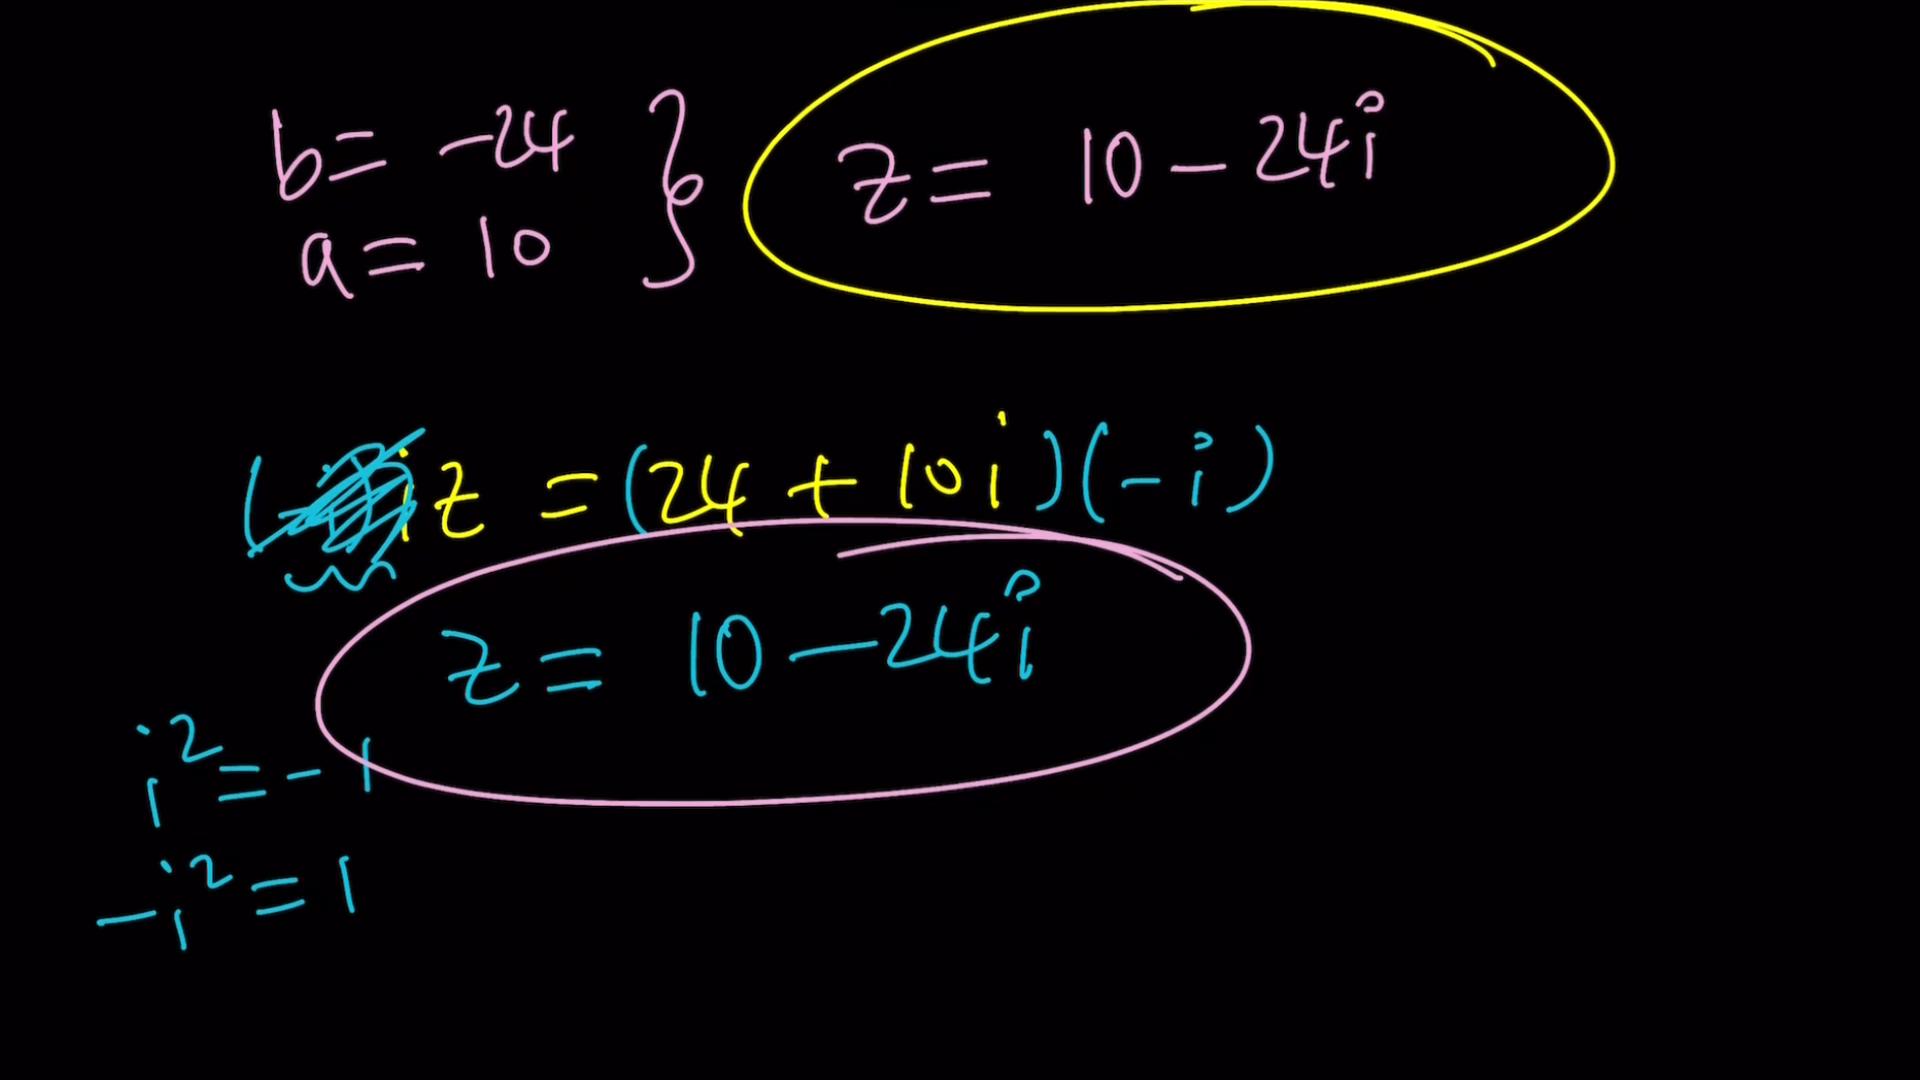 b = -24 } z = 10 - 24i
a = 10
(iz = (24 + 10i)(-i)
z = 10 - 24i
i² = -1
-i² = 1